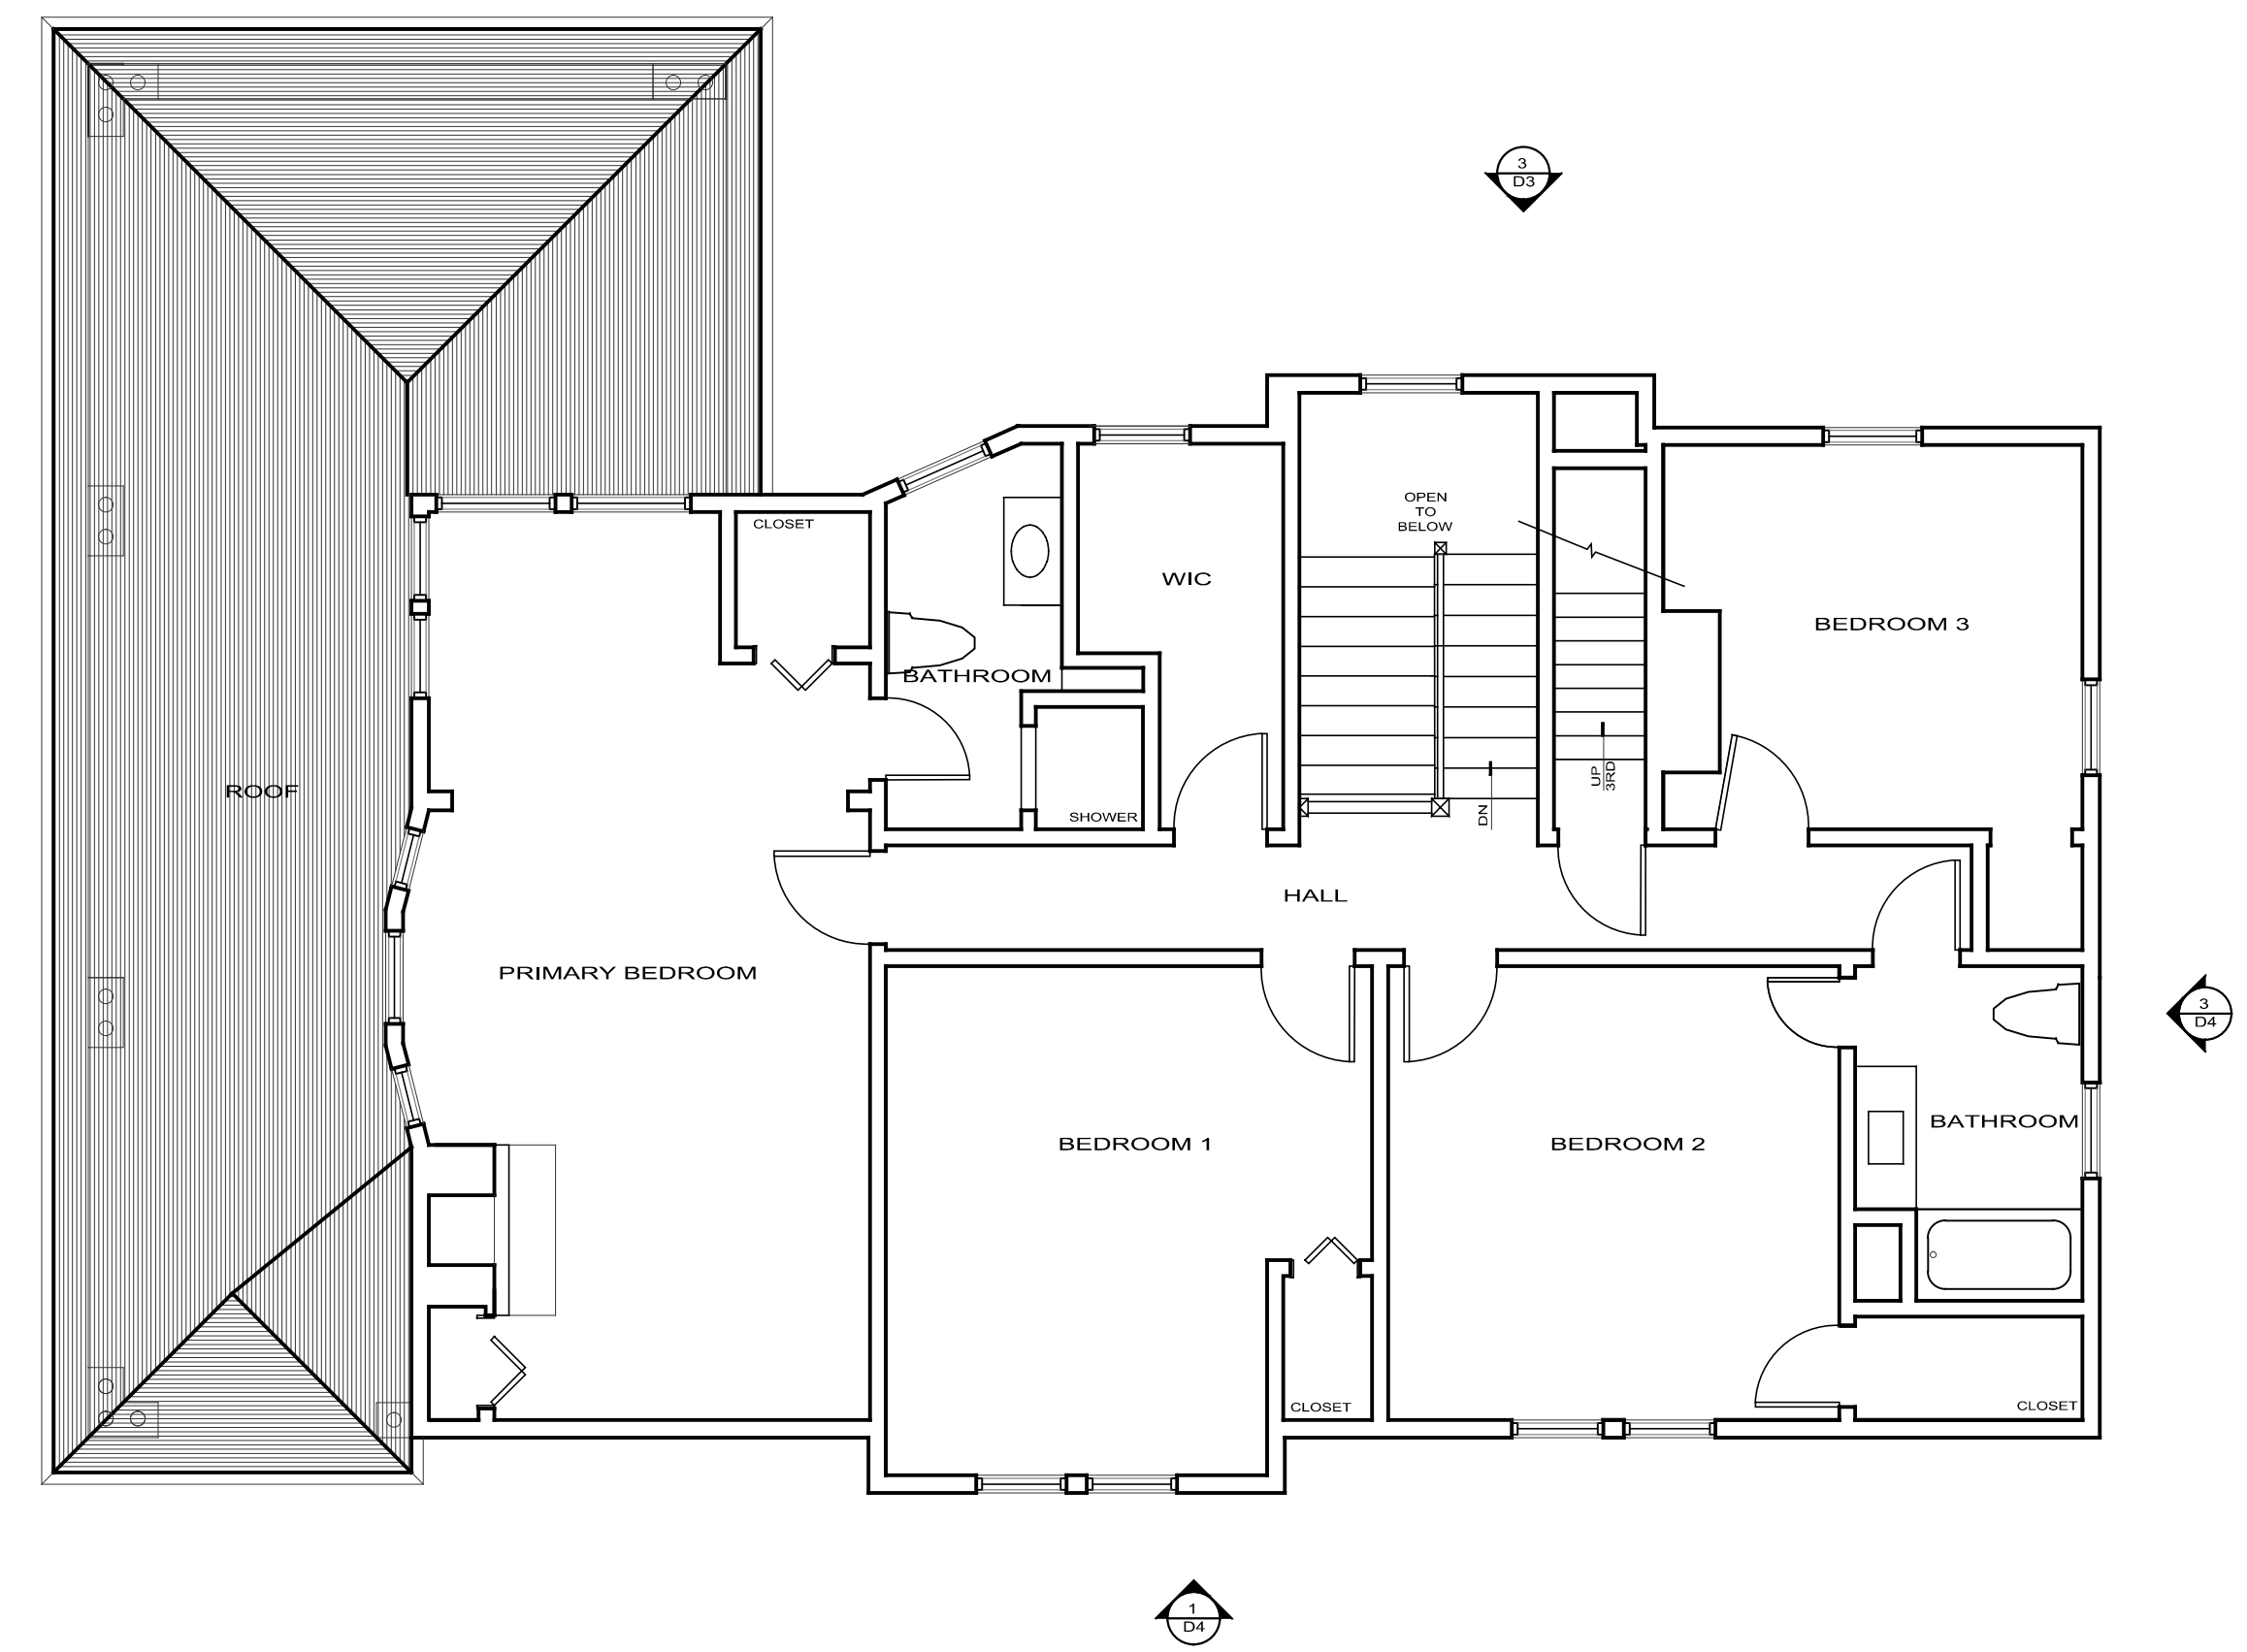 3
D3
OPEN
TO
BELOW
CLOSET
WIC
BEDROOM 3
BATHROOM
UP
3RD
ROOF
DN
SHOWER
HALL
PRIMARY BEDROOM
3
D4
BATHROOM
BEDROOM 1
BEDROOM 2
CLOSET
CLOSET
1
D4